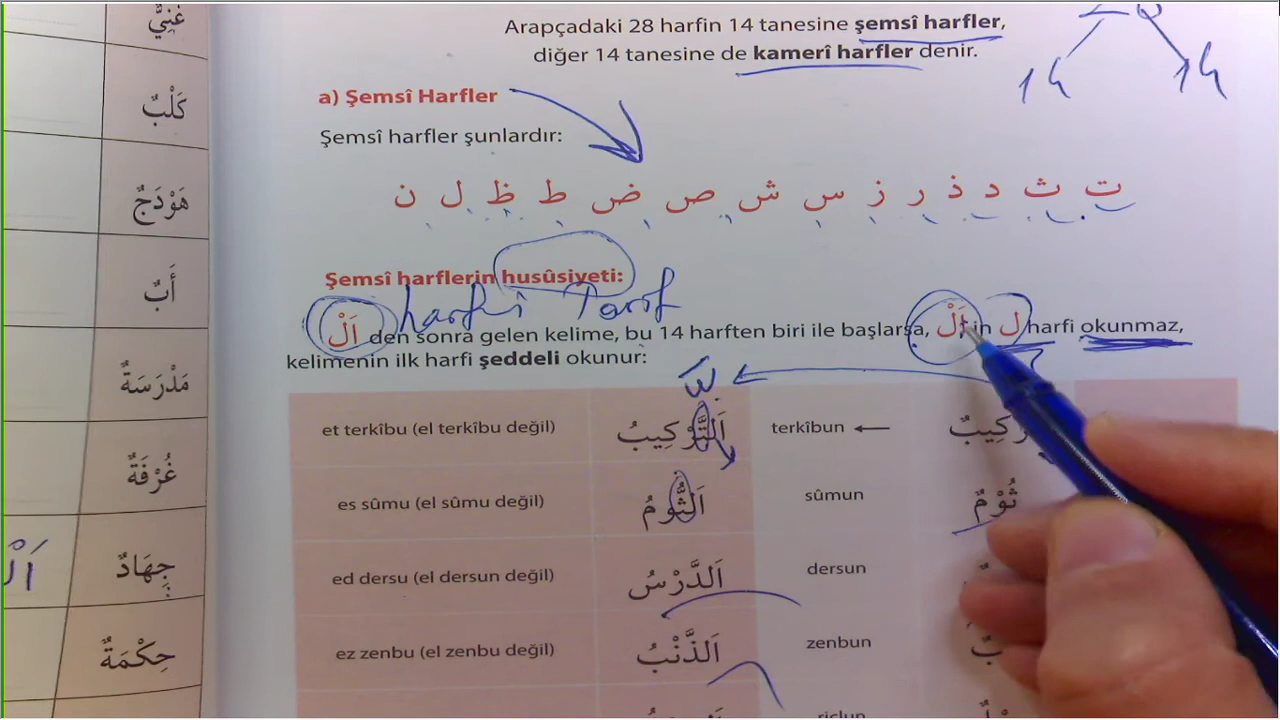 Arapçadaki 28 harfin 14 tanesine şemsî harfler,
diğer 14 tanesine de kamerî harfler denir.
14 14
a) Şemsî Harfler
Şemsî harfler şunlardır:
ت ث د ذ ر ز س ش ص ض ط ظ ل ن
Şemsî harflerin husûsiyeti:
harfî Tarif
اَلْ den sonra gelen kelime, bu 14 harften biri ile başlarsa, اَلْ in ل harfi okunmaz,
kelimenin ilk harfi şeddeli okunur:
et terkîbu (el terkîbu değil) اَلتَّرْكِيبُ terkîbun ←
es sûmu (el sûmu değil) اَلثُّومُ sûmun ثُوْمٌ
ed dersu (el dersun değil) اَلدَّرْسُ dersun
ez zenbu (el zenbu değil) اَلذَّنْبُ zenbun
غَنِيٌّ
كَلْبٌ
هَوْدَجٌ
أَبٌ
مَدْرَسَةٌ
غُرْفَةٌ
جِهَادٌ
حِكْمَةٌ